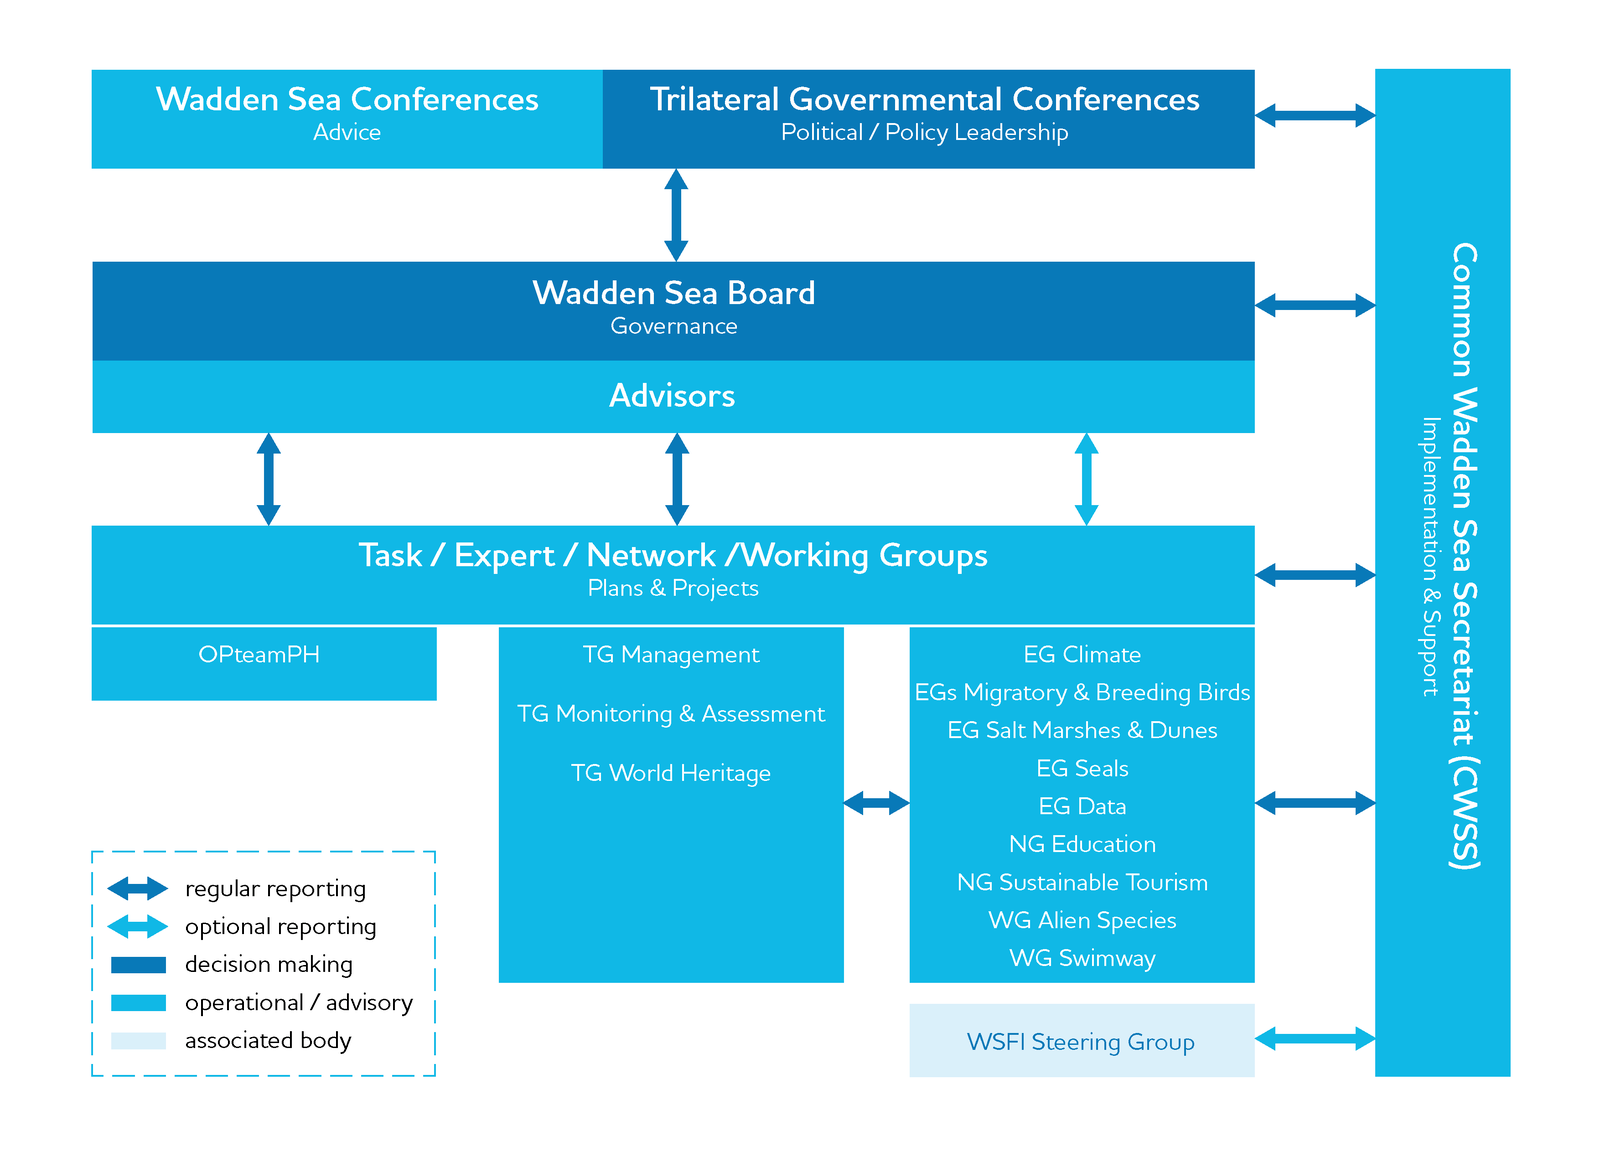 Wadden Sea Conferences
Advice
Trilateral Governmental Conferences
Political / Policy Leadership
Wadden Sea Board
Governance
Advisors
Task / Expert / Network /Working Groups
Plans & Projects
OPteamPH
TG Management
TG Monitoring & Assessment
TG World Heritage
EG Climate
EGs Migratory & Breeding Birds
EG Salt Marshes & Dunes
EG Seals
EG Data
NG Education
NG Sustainable Tourism
WG Alien Species
WG Swimway
WSFI Steering Group
Common Wadden Sea Secretariat (CWSS)
Implementation & Support
regular reporting
optional reporting
decision making
operational / advisory
associated body